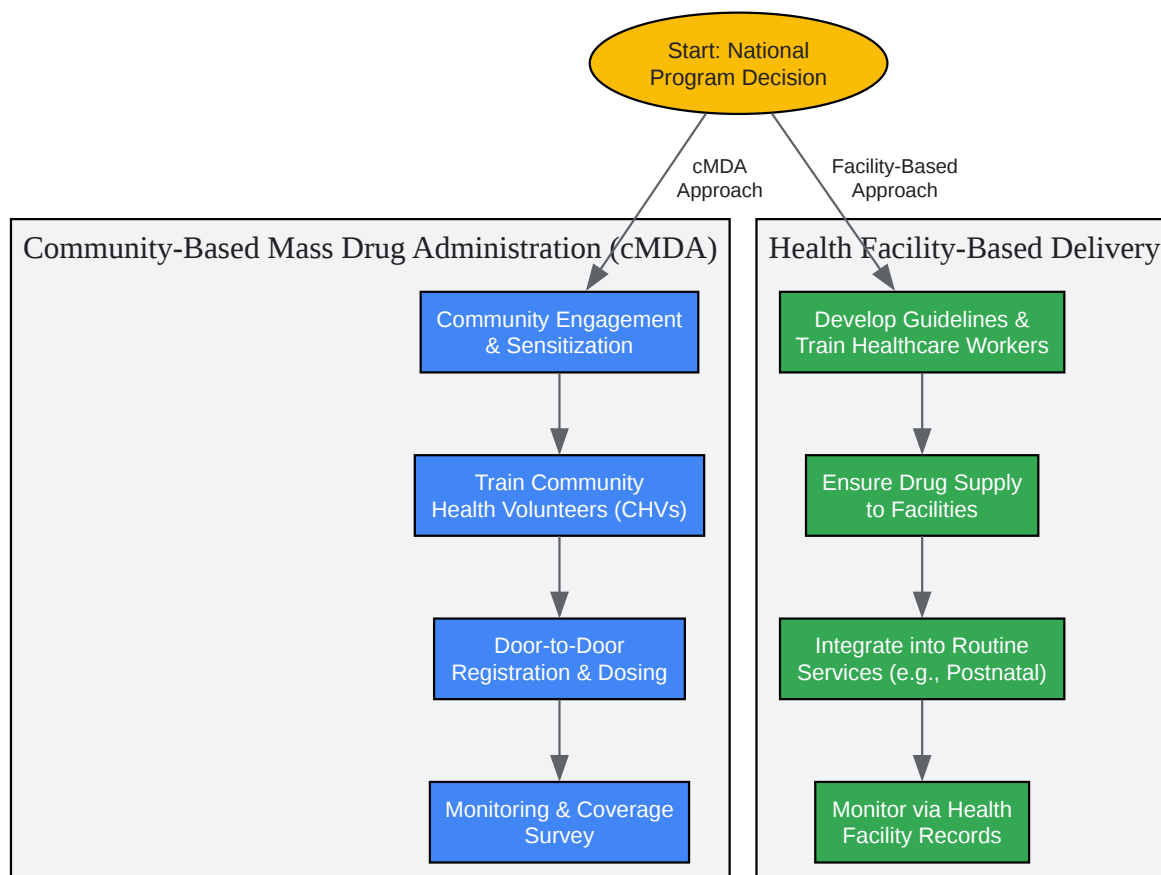 Start: National
Program Decision
cMDA
Approach
Facility-Based
Approach
Community-Based Mass Drug Administration (cMDA)
Community Engagement
& Sensitization
Train Community
Health Volunteers (CHVs)
Door-to-Door
Registration & Dosing
Monitoring & Coverage
Survey
Health Facility-Based Delivery
Develop Guidelines &
Train Healthcare Workers
Ensure Drug Supply
to Facilities
Integrate into Routine
Services (e.g., Postnatal)
Monitor via Health
Facility Records